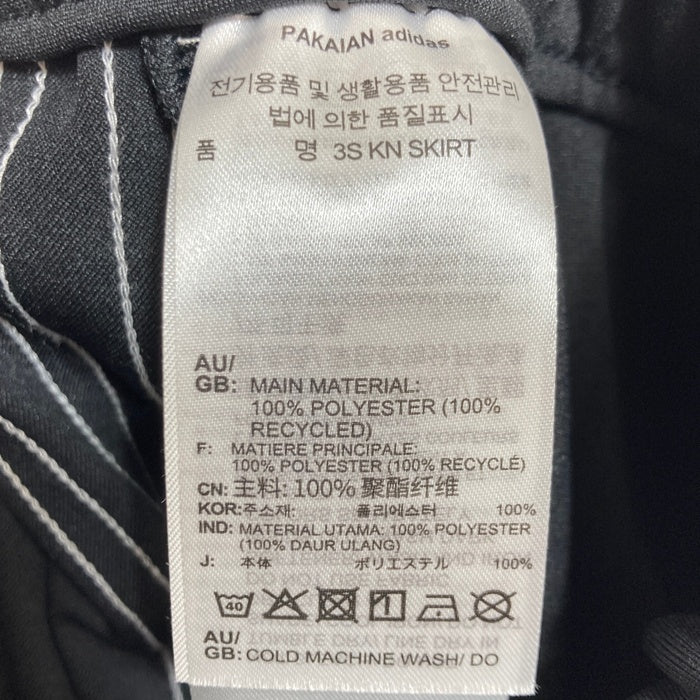 PAKAIAN adidas
전기용품 및 생활용품 안전관리
법에 의한 품질표시
품 명 3S KN SKIRT
AU/
GB: MAIN MATERIAL:
100% POLYESTER (100%
RECYCLED)
F: MATIERE PRINCIPALE:
100% POLYESTER (100% RECYCLÉ)
CN: 主料: 100% 聚酯纤维
KOR: 주소재: 폴리에스터 100%
IND: MATERIAL UTAMA: 100% POLYESTER
(100% DAUR ULANG)
J: 本体 ポリエステル 100%
40
AU/
GB: COLD MACHINE WASH/ DO